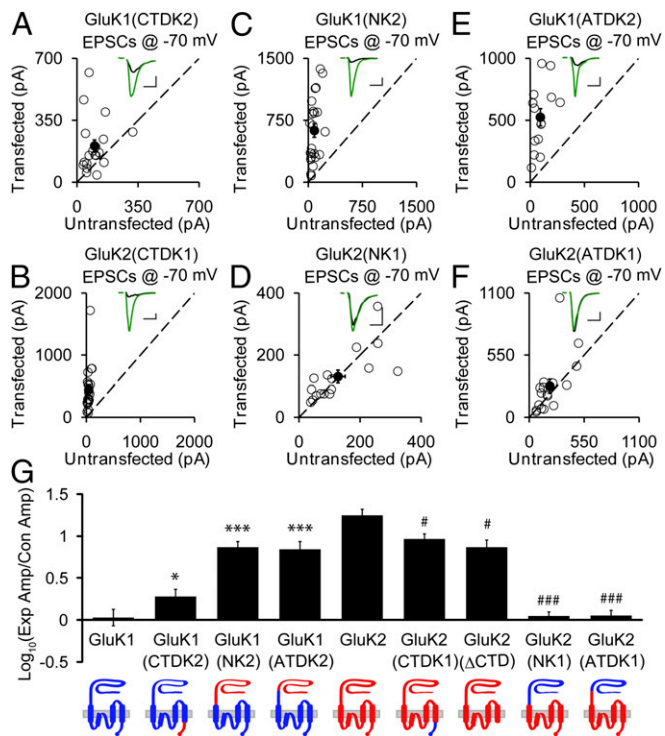 A
GluK1(CTDK2)
EPSCs @ -70 mV
Transfected (pA)
700
350
0
0
350
700
Untransfected (pA)
C
GluK1(NK2)
EPSCs @ -70 mV
Transfected (pA)
1500
750
0
0
750
1500
Untransfected (pA)
E
GluK1(ATDK2)
EPSCs @ -70 mV
Transfected (pA)
1000
500
0
0
500
1000
Untransfected (pA)
B
GluK2(CTDK1)
EPSCs @ -70 mV
Transfected (pA)
2000
1000
0
0
1000
2000
Untransfected (pA)
D
GluK2(NK1)
EPSCs @ -70 mV
Transfected (pA)
400
200
0
0
200
400
Untransfected (pA)
F
GluK2(ATDK1)
EPSCs @ -70 mV
Transfected (pA)
1100
550
0
0
550
1100
Untransfected (pA)
G
Log10(Exp Amp/Con Amp)
1.5
1
0.5
0
-0.5
*
***
***
#
#
###
###
GluK1
GluK1
(CTDK2)
GluK1
(NK2)
GluK1
(ATDK2)
GluK2
GluK2
(CTDK1)
GluK2
(ΔCTD)
GluK2
(NK1)
GluK2
(ATDK1)